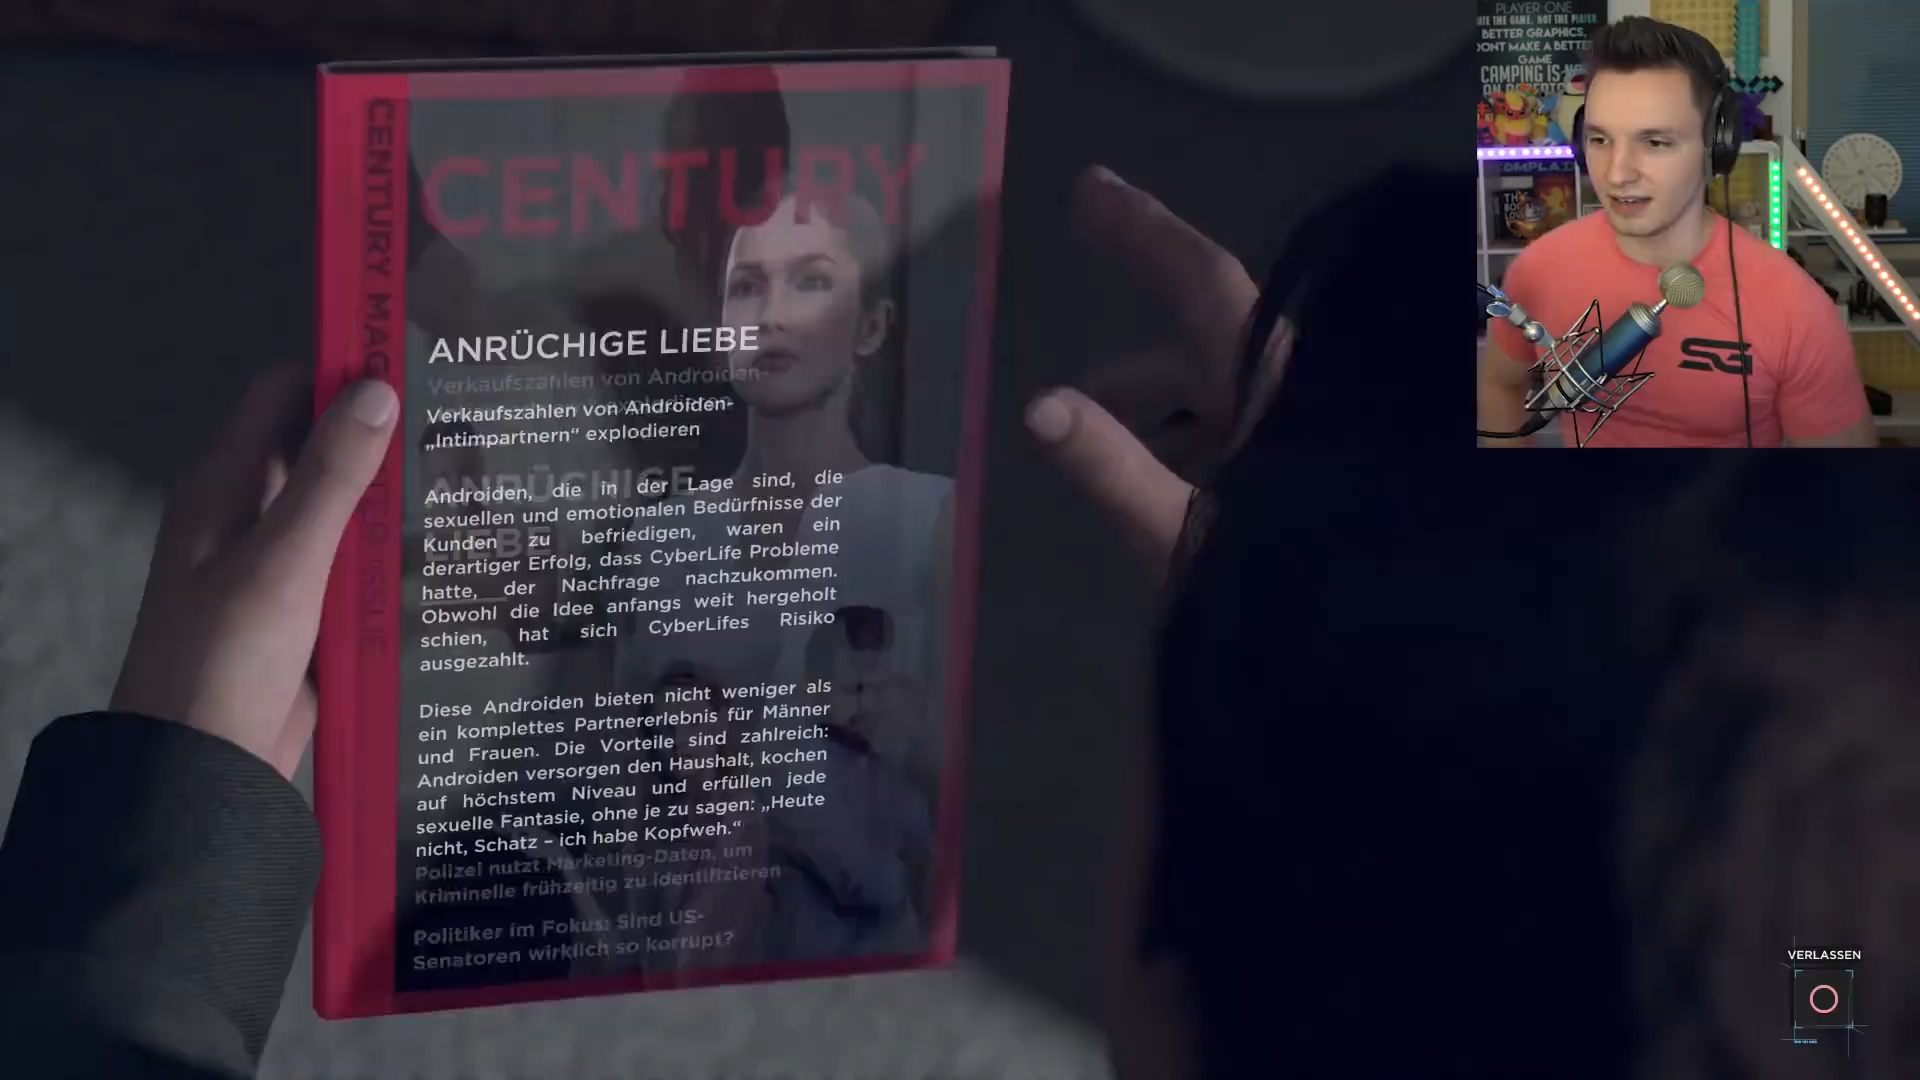 CENTURY
CENTURY MAG
ANRÜCHIGE LIEBE
Verkaufszahlen von Androiden-
Verkaufszahlen von Androiden-
„Intimpartnern“ explodieren
ANRÜCHIGE
LIEBE
Androiden, die in der Lage sind, die
sexuellen und emotionalen Bedürfnisse der
Kunden zu befriedigen, waren ein
derartiger Erfolg, dass CyberLife Probleme
hatte, der Nachfrage nachzukommen.
Obwohl die Idee anfangs weit hergeholt
schien, hat sich CyberLifes Risiko
ausgezahlt.
Diese Androiden bieten nicht weniger als
ein komplettes Partnererlebnis für Männer
und Frauen. Die Vorteile sind zahlreich:
Androiden versorgen den Haushalt, kochen
auf höchstem Niveau und erfüllen jede
sexuelle Fantasie, ohne je zu sagen: „Heute
nicht, Schatz – ich habe Kopfweh.“
Polizei nutzt Marketing-Daten, um
Kriminelle frühzeitig zu identifizieren
Politiker im Fokus: Sind US-
Senatoren wirklich so korrupt?
PLAYER ONE
BETTER GRAPHICS,
DONT MAKE A BETTER
GAME
CAMPING IS
SG
VERLASSEN